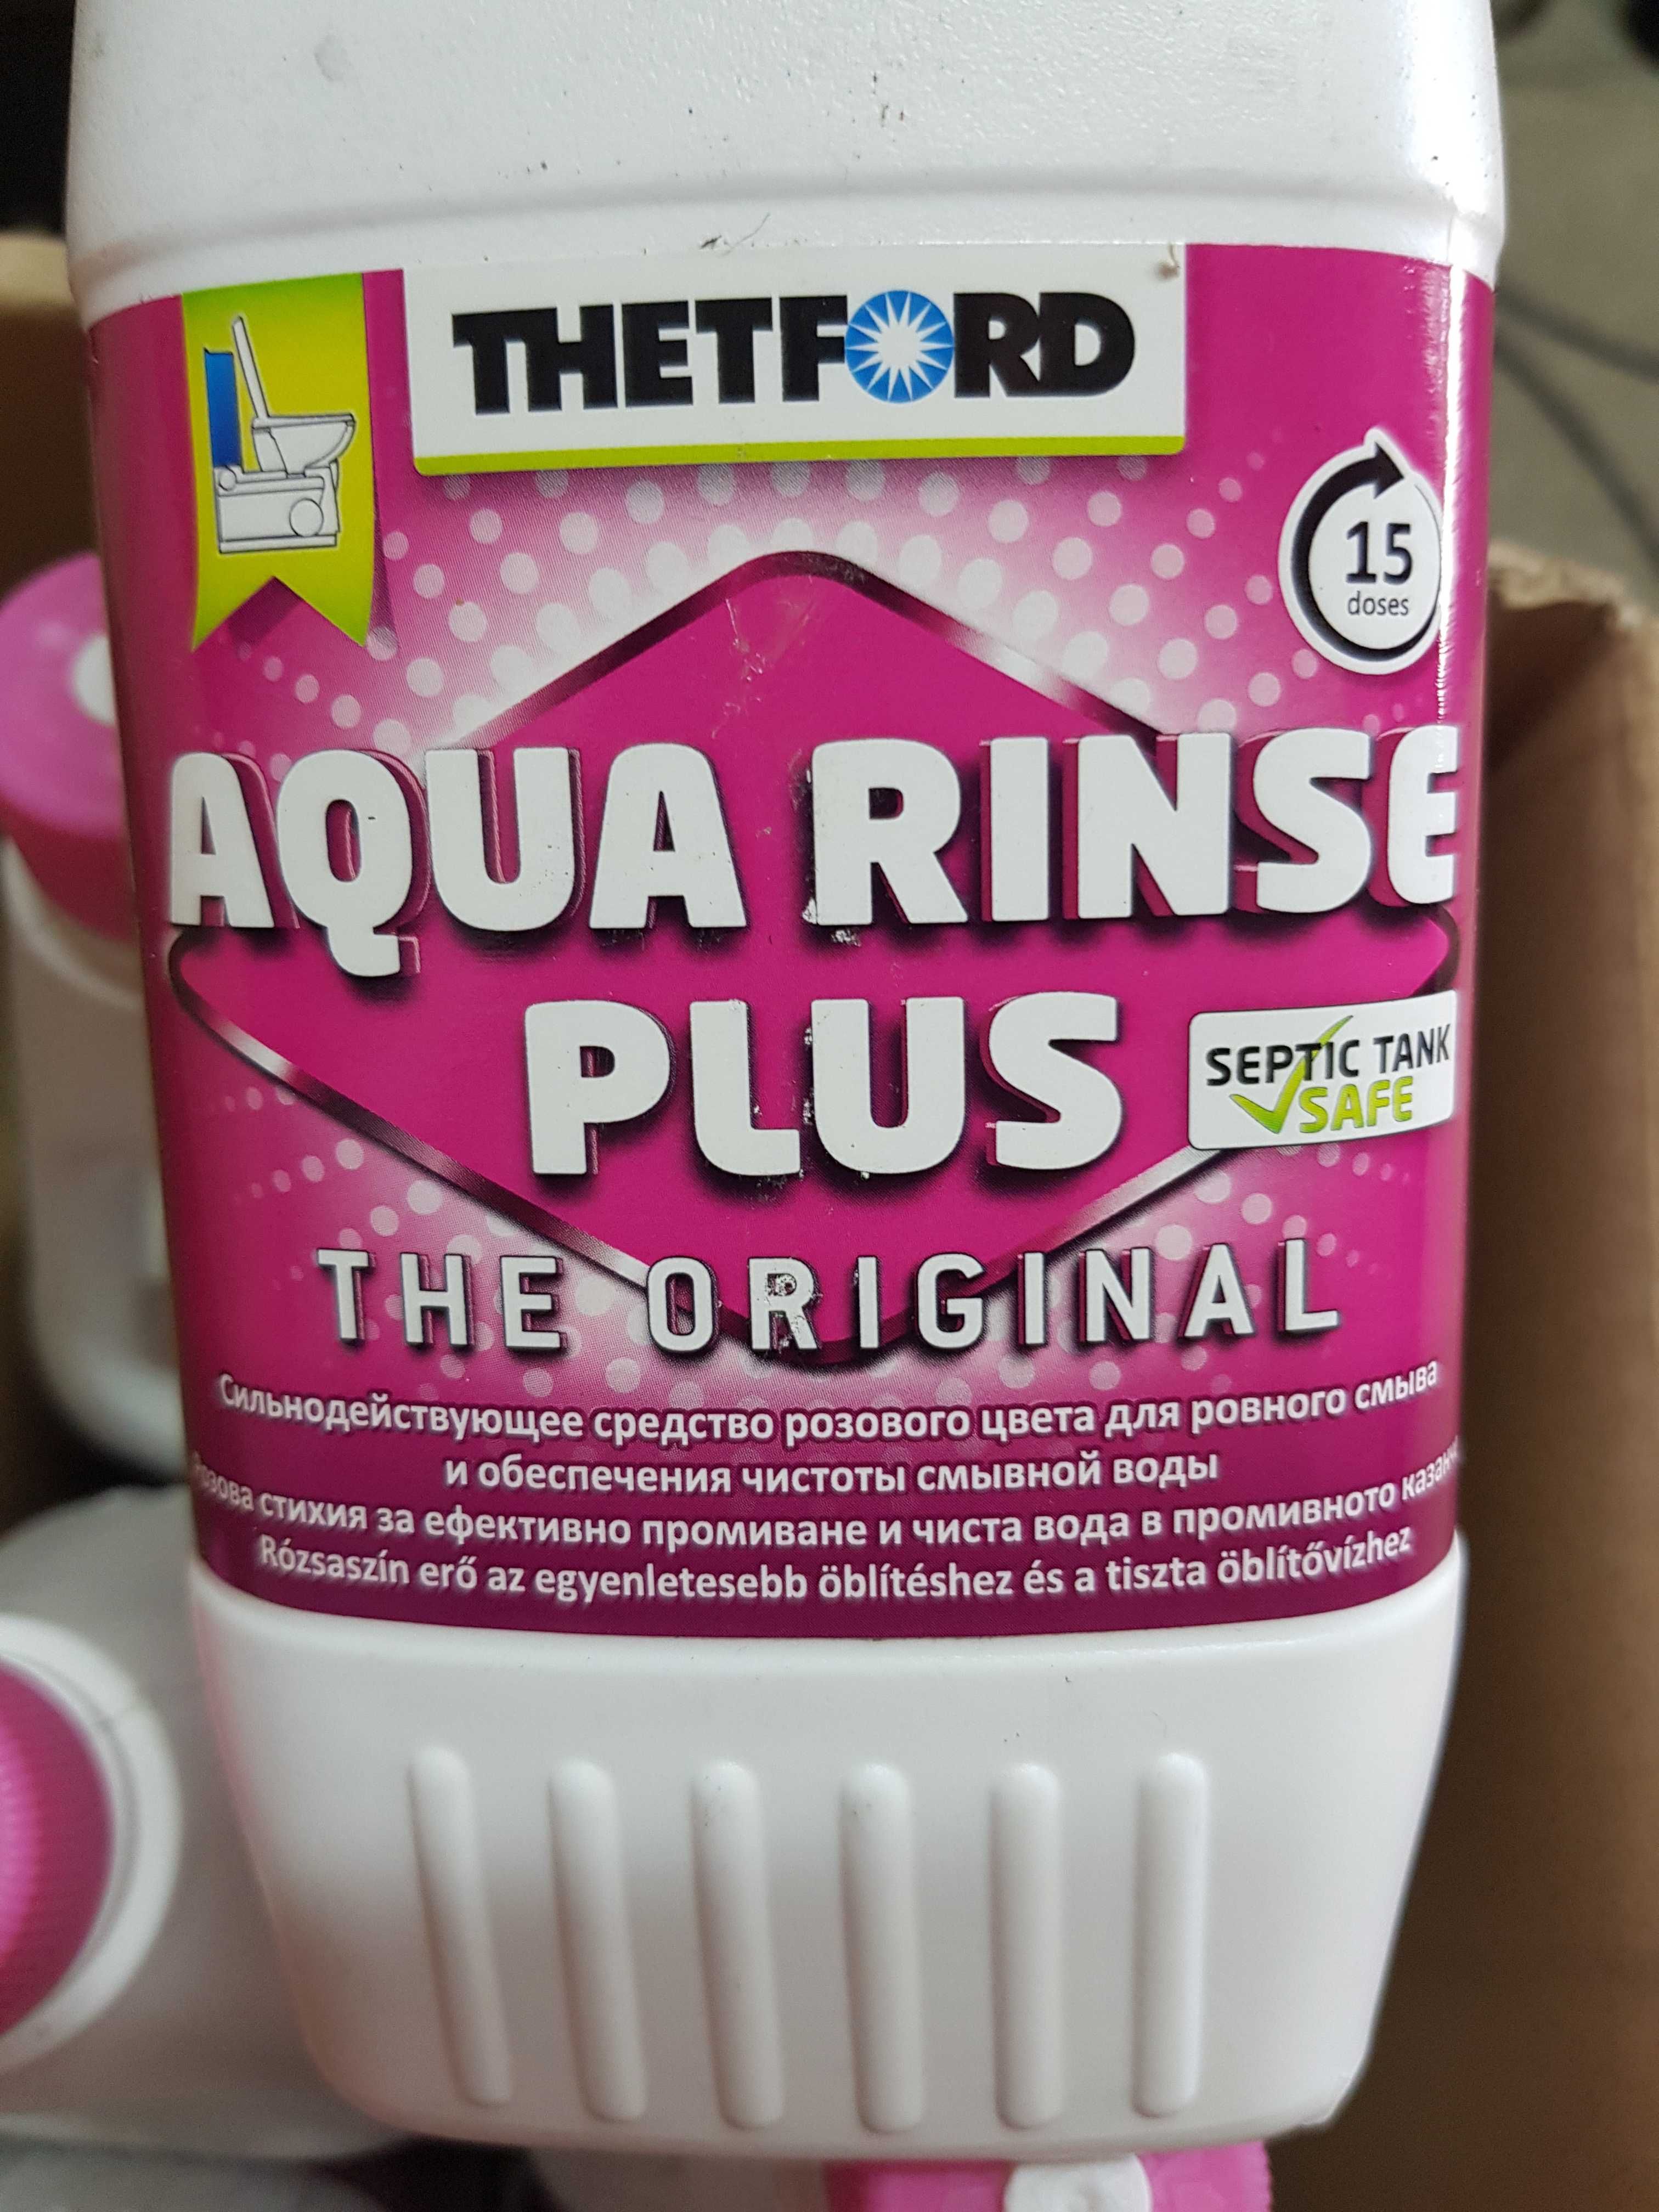 THETFORD
15
doses
AQUA RINSE
PLUS
SEPTIC TANK
SAFE
THE ORIGINAL
Сильнодействующее средство розового цвета для ровного смыва
и обеспечения чистоты смывной воды
стихия за ефективно промиване и чиста вода в промивното
Rózsaszín erő az egyenletesebb öblítéshez és a tiszta öblítővízhez